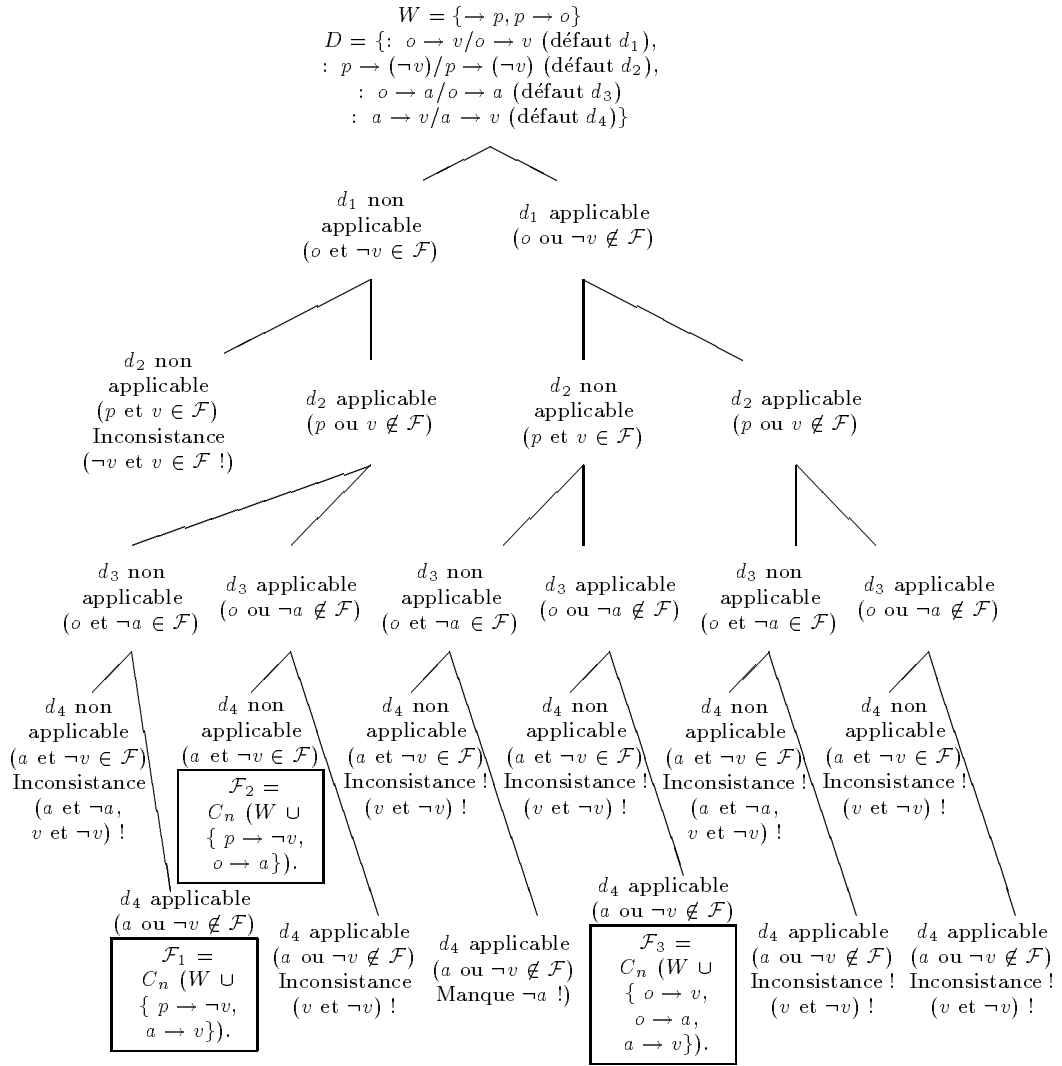 W = {→ p, p → o}
D = {: o → v/o → v (défaut d₁),
: p → (¬v)/p → (¬v) (défaut d₂),
: o → a/o → a (défaut d₃)
: a → v/a → v (défaut d₄)}
d₁ non
applicable
(o et ¬v ∈ F)
d₁ applicable
(o ou ¬v ∉ F)
d₂ non
applicable
(p et v ∈ F)
Inconsistance
(¬v et v ∈ F !)
d₂ applicable
(p ou v ∉ F)
d₂ non
applicable
(p et v ∈ F)
d₂ applicable
(p ou v ∉ F)
d₃ non
applicable
(o et ¬a ∈ F)
d₃ applicable
(o ou ¬a ∉ F)
d₃ non
applicable
(o et ¬a ∈ F)
d₃ applicable
(o ou ¬a ∉ F)
d₃ non
applicable
(o et ¬a ∈ F)
d₃ applicable
(o ou ¬a ∉ F)
d₄ non
applicable
(a et ¬v ∈ F)
Inconsistance
(a et ¬a,
v et ¬v) !
d₄ non
applicable
(a et ¬v ∈ F)
F₂ =
Cₙ (W ∪
{ p → ¬v,
o → a}).
d₄ non
applicable
(a et ¬v ∈ F)
Inconsistance !
(v et ¬v) !
d₄ non
applicable
(a et ¬v ∈ F)
Inconsistance !
(v et ¬v) !
d₄ non
applicable
(a et ¬v ∈ F)
Inconsistance !
(a et ¬a,
v et ¬v) !
d₄ non
applicable
(a et ¬v ∈ F)
Inconsistance !
(v et ¬v) !
d₄ applicable
(a ou ¬v ∉ F)
F₁ =
Cₙ (W ∪
{ p → ¬v,
a → v}).
d₄ applicable
(a ou ¬v ∉ F)
Inconsistance
(v et ¬v) !
d₄ applicable
(a ou ¬v ∉ F)
Manque ¬a !)
d₄ applicable
(a ou ¬v ∉ F)
F₃ =
Cₙ (W ∪
{ o → v,
o → a,
a → v}).
d₄ applicable
(a ou ¬v ∉ F)
Inconsistance !
(v et ¬v) !
d₄ applicable
(a ou ¬v ∉ F)
Inconsistance !
(v et ¬v) !